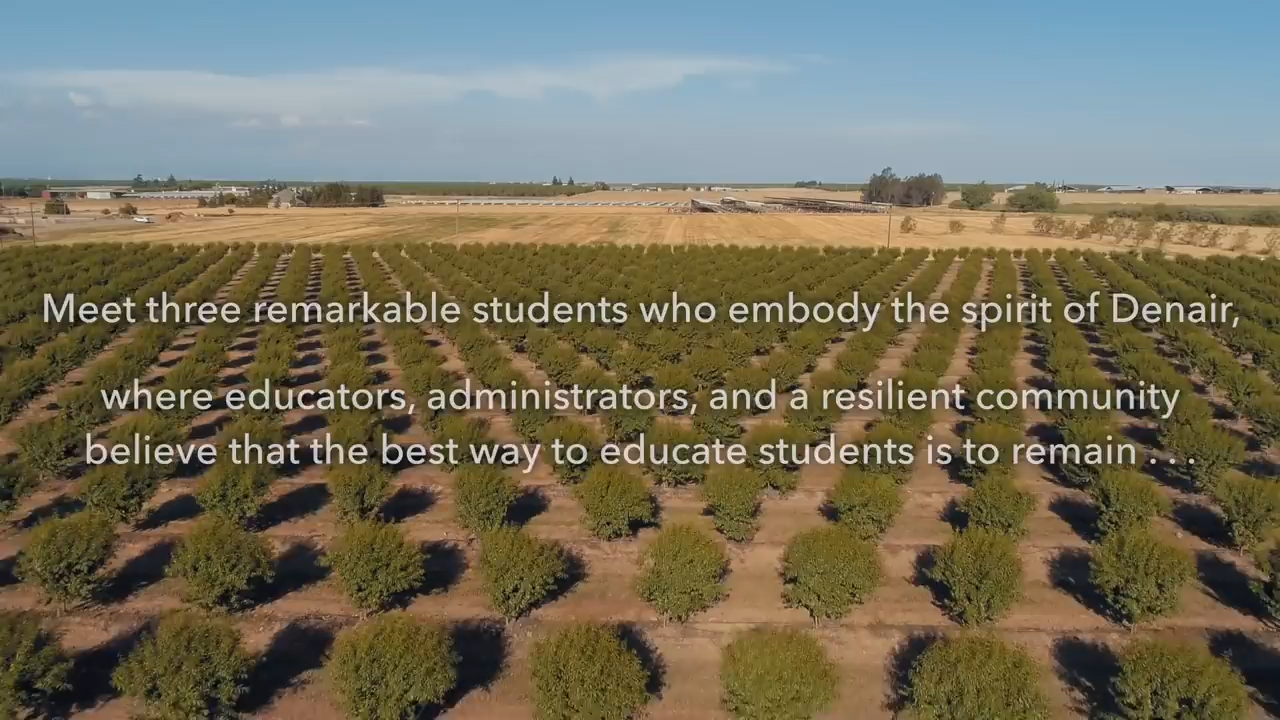 Meet three remarkable students who embody the spirit of Denair,
where educators, administrators, and a resilient community
believe that the best way to educate students is to remain . . .